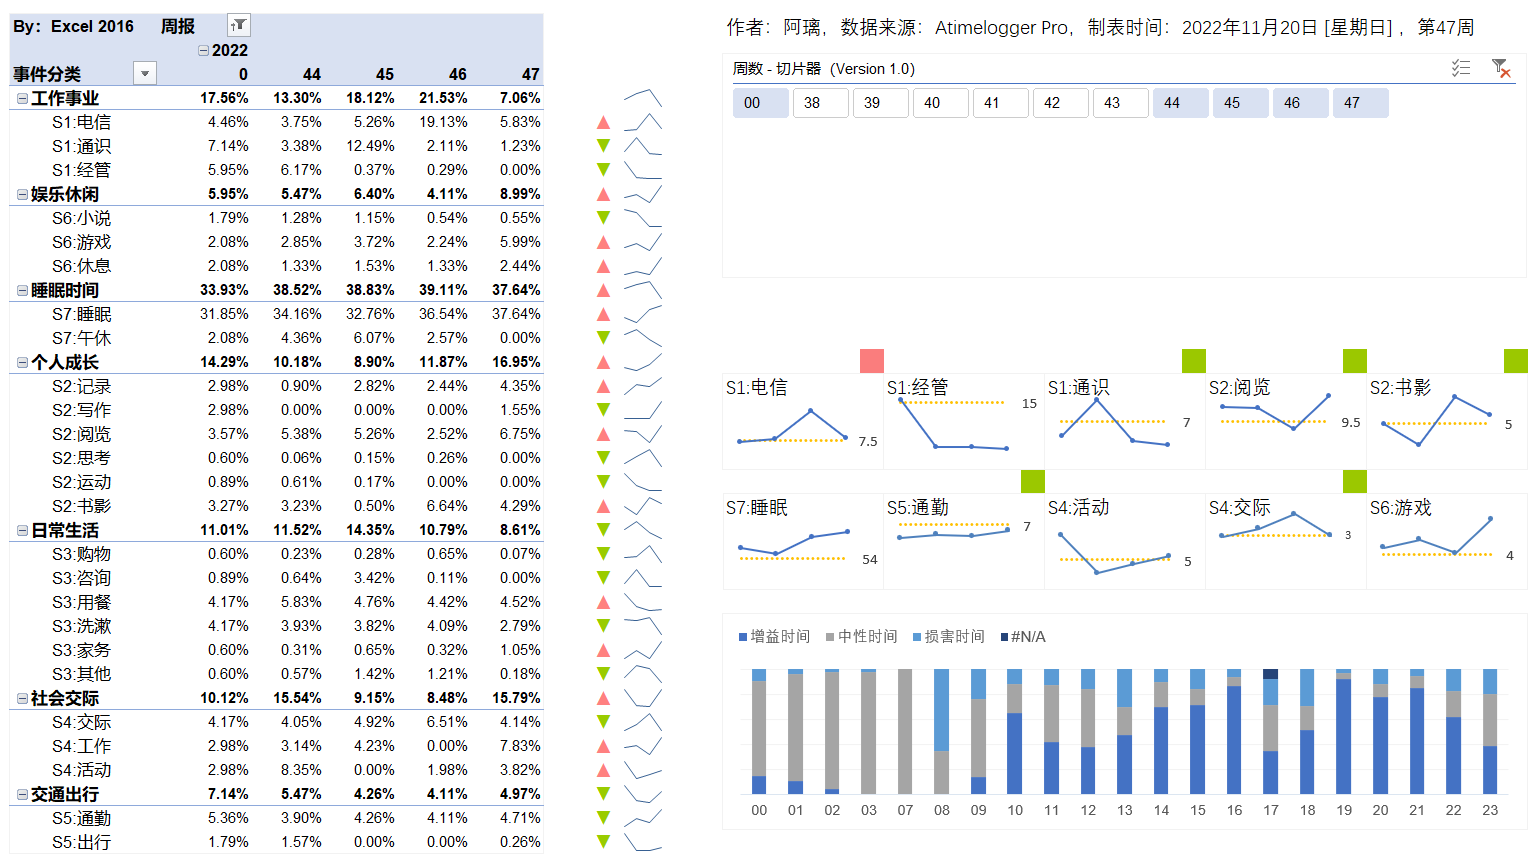 By：Excel 2016 周报
2022
事件分类 0 44 45 46 47
工作事业 17.56% 13.30% 18.12% 21.53% 7.06%
S1:电信 4.46% 3.75% 5.26% 19.13% 5.83%
S1:通识 7.14% 3.38% 12.49% 2.11% 1.23%
S1:经管 5.95% 6.17% 0.37% 0.29% 0.00%
娱乐休闲 5.95% 5.47% 6.40% 4.11% 8.99%
S6:小说 1.79% 1.28% 1.15% 0.54% 0.55%
S6:游戏 2.08% 2.85% 3.72% 2.24% 5.99%
S6:休息 2.08% 1.33% 1.53% 1.33% 2.44%
睡眠时间 33.93% 38.52% 38.83% 39.11% 37.64%
S7:睡眠 31.85% 34.16% 32.76% 36.54% 37.64%
S7:午休 2.08% 4.36% 6.07% 2.57% 0.00%
个人成长 14.29% 10.18% 8.90% 11.87% 16.95%
S2:记录 2.98% 0.90% 2.82% 2.44% 4.35%
S2:写作 2.98% 0.00% 0.00% 0.00% 1.55%
S2:阅览 3.57% 5.38% 5.26% 2.52% 6.75%
S2:思考 0.60% 0.06% 0.15% 0.26% 0.00%
S2:运动 0.89% 0.61% 0.17% 0.00% 0.00%
S2:书影 3.27% 3.23% 0.50% 6.64% 4.29%
日常生活 11.01% 11.52% 14.35% 10.79% 8.61%
S3:购物 0.60% 0.23% 0.28% 0.65% 0.07%
S3:咨询 0.89% 0.64% 3.42% 0.11% 0.00%
S3:用餐 4.17% 5.83% 4.76% 4.42% 4.52%
S3:洗漱 4.17% 3.93% 3.82% 4.09% 2.79%
S3:家务 0.60% 0.31% 0.65% 0.32% 1.05%
S3:其他 0.60% 0.57% 1.42% 1.21% 0.18%
社会交际 10.12% 15.54% 9.15% 8.48% 15.79%
S4:交际 4.17% 4.05% 4.92% 6.51% 4.14%
S4:工作 2.98% 3.14% 4.23% 0.00% 7.83%
S4:活动 2.98% 8.35% 0.00% 1.98% 3.82%
交通出行 7.14% 5.47% 4.26% 4.11% 4.97%
S5:通勤 5.36% 3.90% 4.26% 4.11% 4.71%
S5:出行 1.79% 1.57% 0.00% 0.00% 0.26%
作者：阿璃，数据来源：Atimelogger Pro，制表时间：2022年11月20日 [星期日] ，第47周
周数 - 切片器（Version 1.0）
00 38 39 40 41 42 43 44 45 46 47
S1:电信 S1:经管 S1:通识 S2:阅览 S2:书影
7.5 15 7 9.5 5
S7:睡眠 S5:通勤 S4:活动 S4:交际 S6:游戏
54 7 5 3 4
增益时间 中性时间 损害时间 #N/A
00 01 02 03 07 08 09 10 11 12 13 14 15 16 17 18 19 20 21 22 23